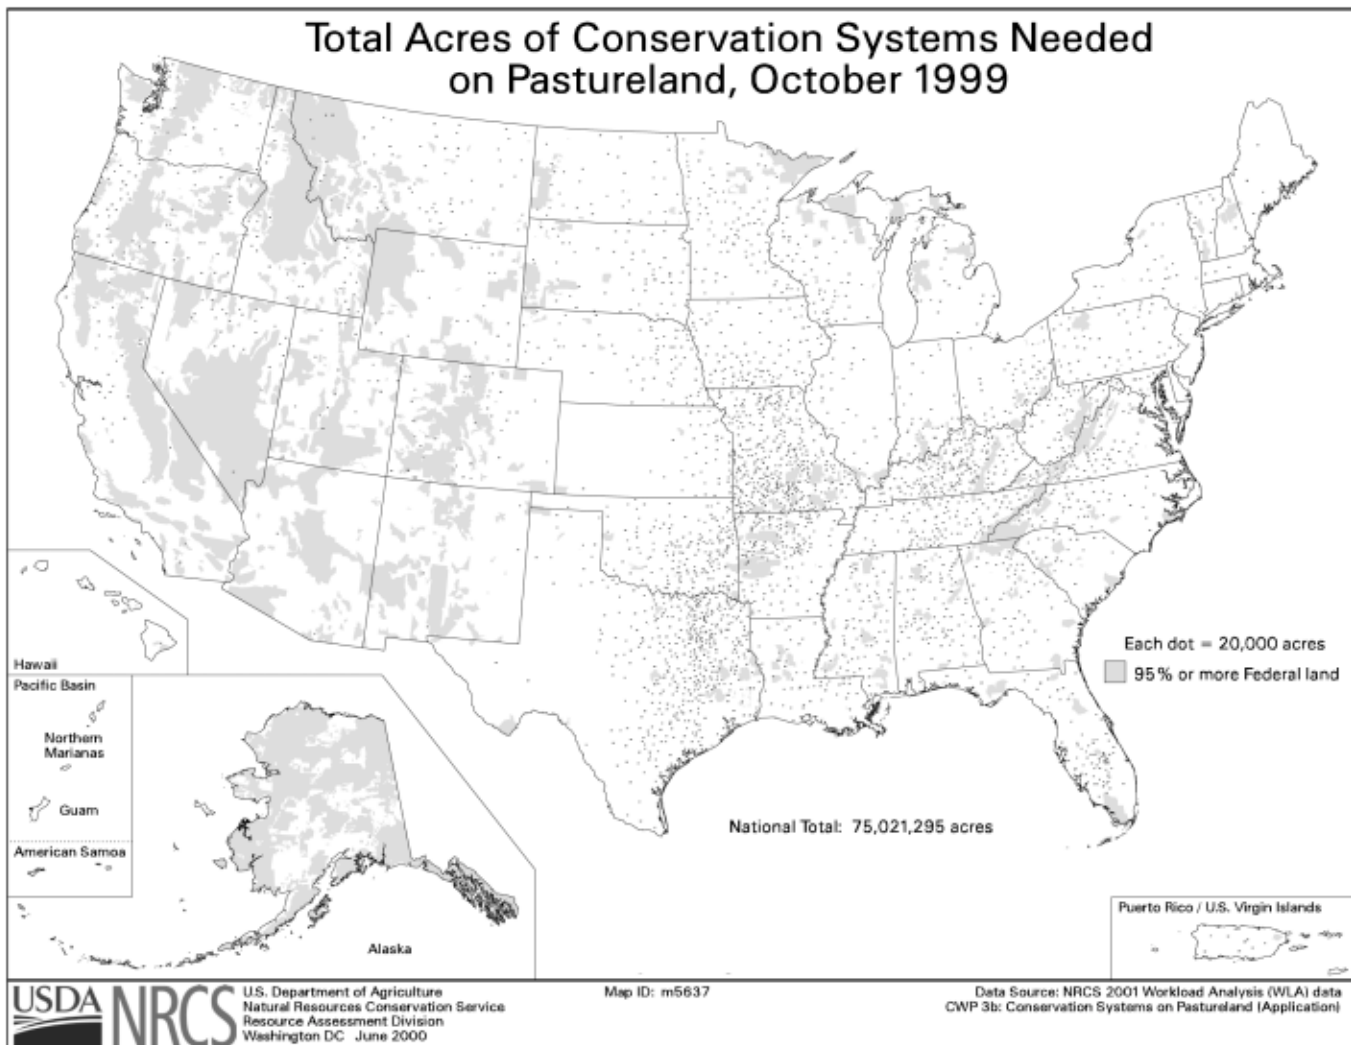 Total Acres of Conservation Systems Needed
on Pastureland, October 1999
Each dot = 20,000 acres
95% or more Federal land
National Total: 75,021,295 acres
Hawaii
Pacific Basin
Northern
Marianas
Guam
American Samoa
Alaska
Puerto Rico / U.S. Virgin Islands
USDA
NRCS
U.S. Department of Agriculture
Natural Resources Conservation Service
Resource Assessment Division
Washington DC June 2000
Map ID: m5637
Data Source: NRCS 2001 Workload Analysis (WLA) data
CWP 3b: Conservation Systems on Pastureland (Application)